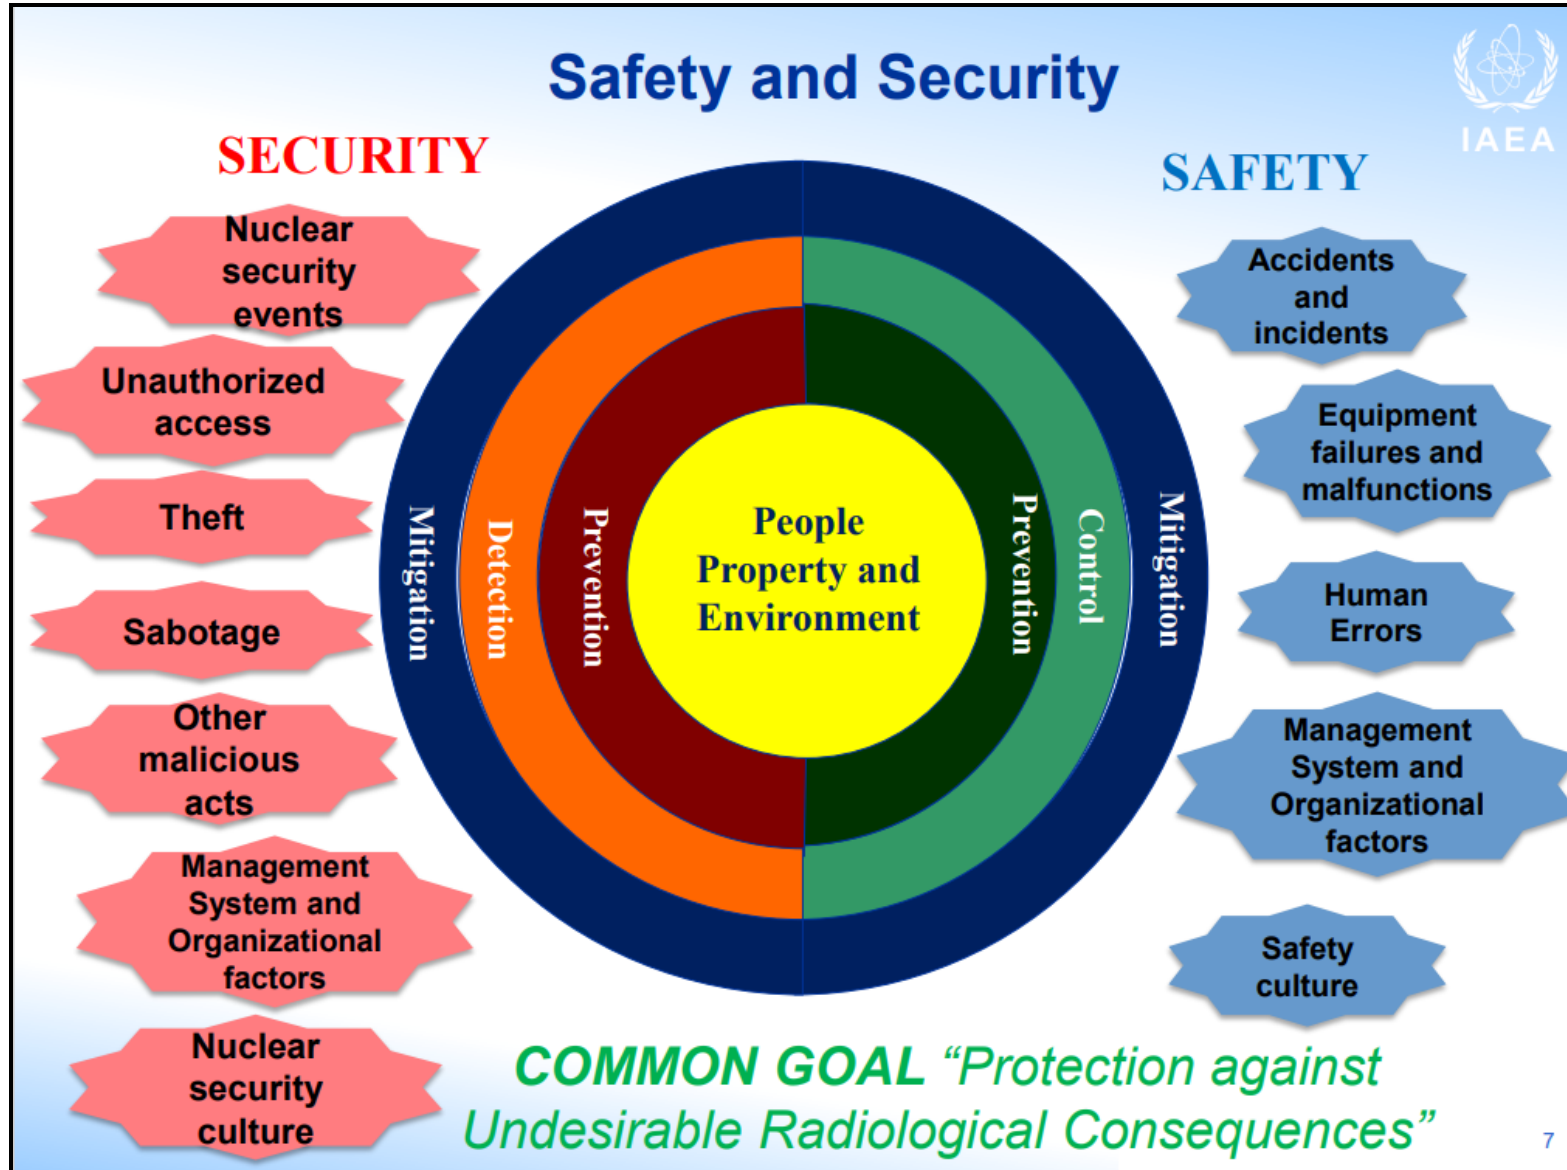 Safety and Security
IAEA
SECURITY
Nuclear
security
events
Unauthorized
access
Theft
Sabotage
Other
malicious
acts
Management
System and
Organizational
factors
Nuclear
security
culture
Mitigation
Detection
Prevention
People
Property and
Environment
Prevention
Control
Mitigation
SAFETY
Accidents
and
incidents
Equipment
failures and
malfunctions
Human
Errors
Management
System and
Organizational
factors
Safety
culture
COMMON GOAL “Protection against
Undesirable Radiological Consequences”
7